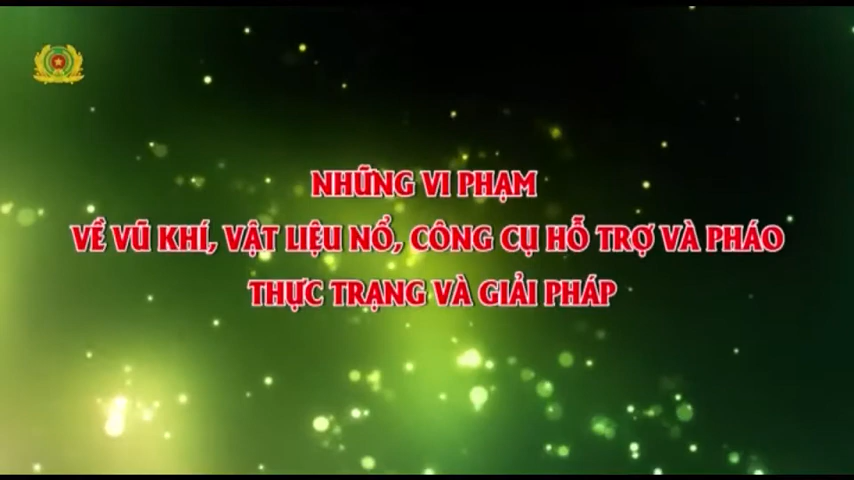 NHỮNG VI PHẠM
VỀ VŨ KHÍ, VẬT LIỆU NỔ, CÔNG CỤ HỖ TRỢ VÀ PHÁO
THỰC TRẠNG VÀ GIẢI PHÁP